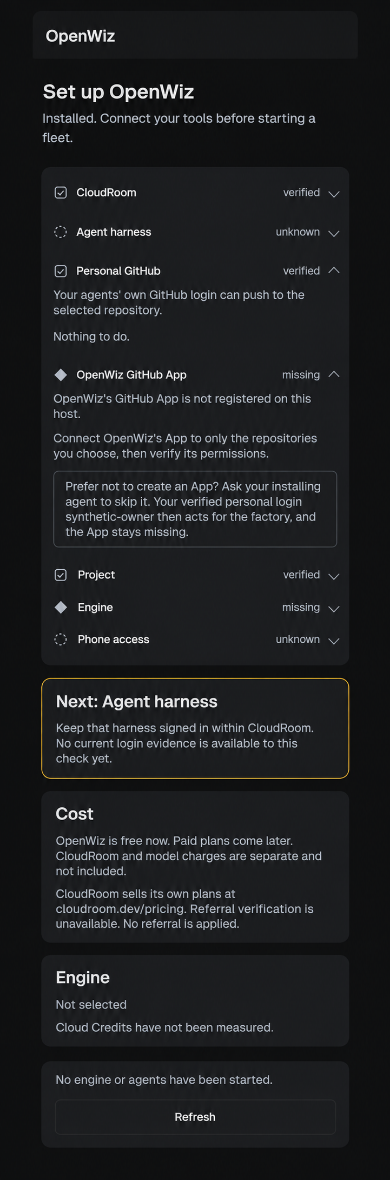 OpenWiz
Set up OpenWiz
Installed. Connect your tools before starting a
fleet.
CloudRoom verified
Agent harness unknown
Personal GitHub verified
Your agents' own GitHub login can push to the
selected repository.
Nothing to do.
OpenWiz GitHub App missing
OpenWiz's GitHub App is not registered on this
host.
Connect OpenWiz's App to only the repositories
you choose, then verify its permissions.
Prefer not to create an App? Ask your installing
agent to skip it. Your verified personal login
synthetic-owner then acts for the factory, and
the App stays missing.
Project verified
Engine missing
Phone access unknown
Next: Agent harness
Keep that harness signed in within CloudRoom.
No current login evidence is available to this
check yet.
Cost
OpenWiz is free now. Paid plans come later.
CloudRoom and model charges are separate and
not included.
CloudRoom sells its own plans at
cloudroom.dev/pricing. Referral verification is
unavailable. No referral is applied.
Engine
Not selected
Cloud Credits have not been measured.
No engine or agents have been started.
Refresh